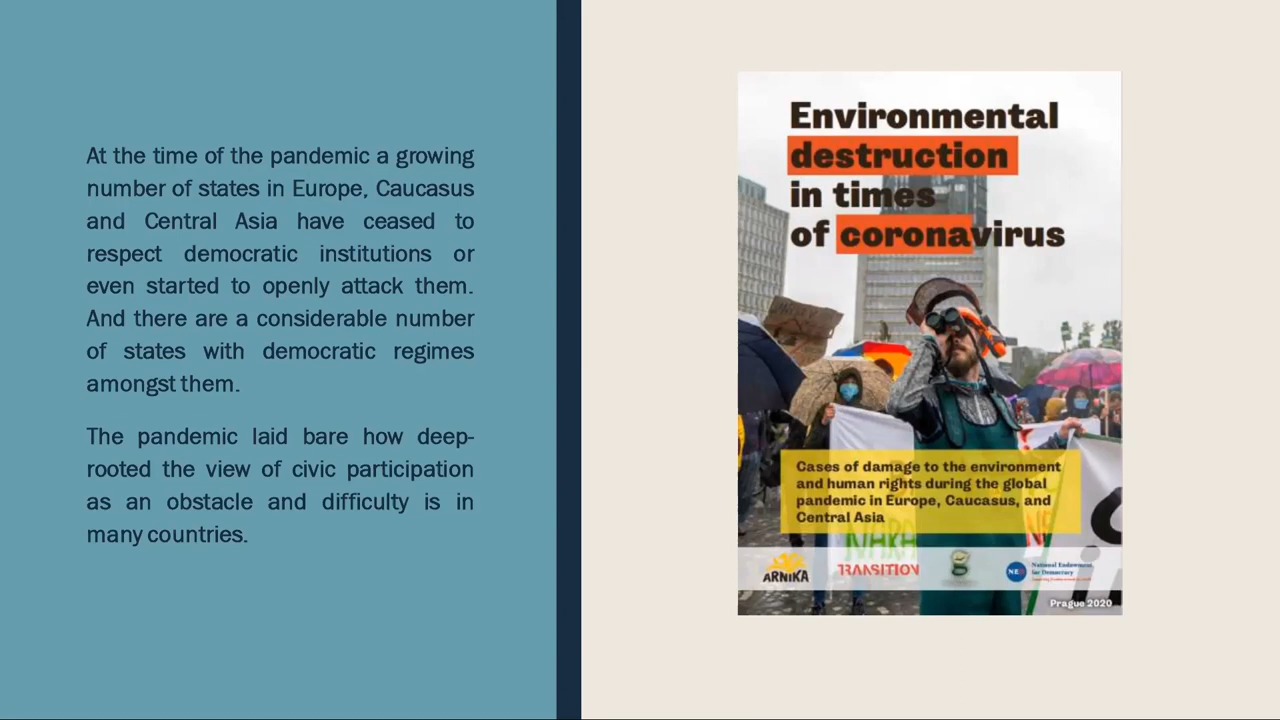 At the time of the pandemic a growing
number of states in Europe, Caucasus
and Central Asia have ceased to
respect democratic institutions or
even started to openly attack them.
And there are a considerable number
of states with democratic regimes
amongst them.
The pandemic laid bare how deep-
rooted the view of civic participation
as an obstacle and difficulty is in
many countries.
Environmental
destruction
in times
of coronavirus
Cases of damage to the environment
and human rights during the global
pandemic in Europe, Caucasus, and
Central Asia
ARNIKA
TRANSITION
NED
National Endowment
for Democracy
Prague 2020